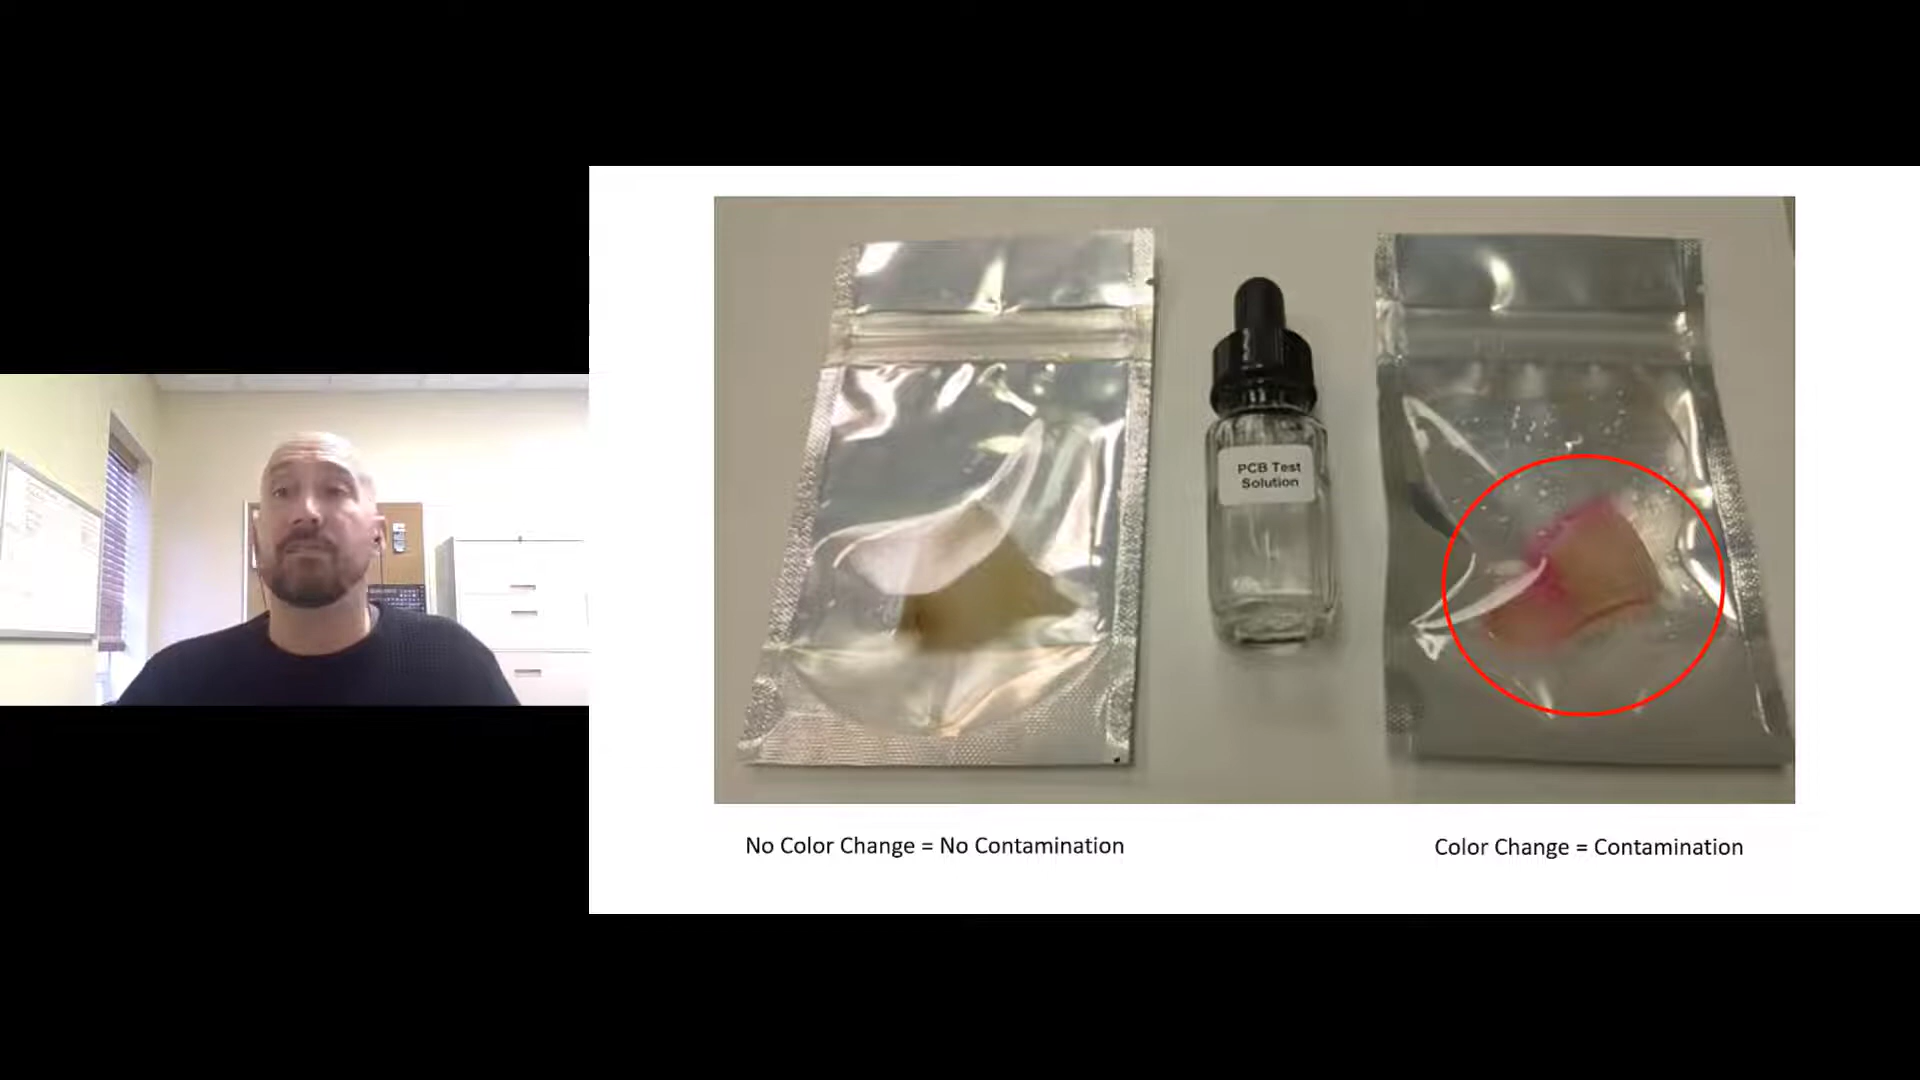 PCB Test
Solution
No Color Change = No Contamination
Color Change = Contamination